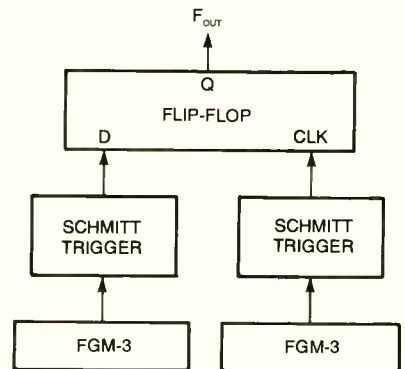 F_OUT
Q
FLIP-FLOP
D CLK
SCHMITT TRIGGER
SCHMITT TRIGGER
FGM-3
FGM-3